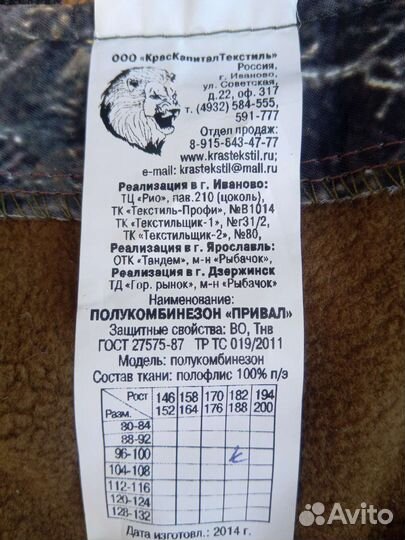 ООО «КрасКапиталТекстиль»
Россия,
г. Иваново,
ул. Советская,
д.22, оф. 317
т. (4932) 584-555,
591-777
Отдел продаж:
8-915-843-47-77
www.krastekstil.ru;
e-mail: krastekstil@mail.ru
Реализация в г. Иваново:
ТЦ «Рио», пав.210 (цоколь),
ТК «Текстиль-Профи», №В1014
ТК «Текстильщик-1», №г31/2,
ТК «Текстильщик-2», №80,
Реализация в г. Ярославль:
ОТК «Тандем», м-н «Рыбачок»,
Реализация в г. Дзержинск
ТД «Гор. рынок», м-н «Рыбачок»
Наименование:
ПОЛУКОМБИНЕЗОН «ПРИВАЛ»
Защитные свойства: ВО, Тнв
ГОСТ 27575-87 ТР ТС 019/2011
Модель: полукомбинезон
Состав ткани: полофлис 100% п/э
Рост 146 158 170 182 194
Разм. 152 164 176 188 200
80-84
88-92
96-100
104-108
112-116
120-124
128-132
Дата изготовл.: 2014 г.
Avito